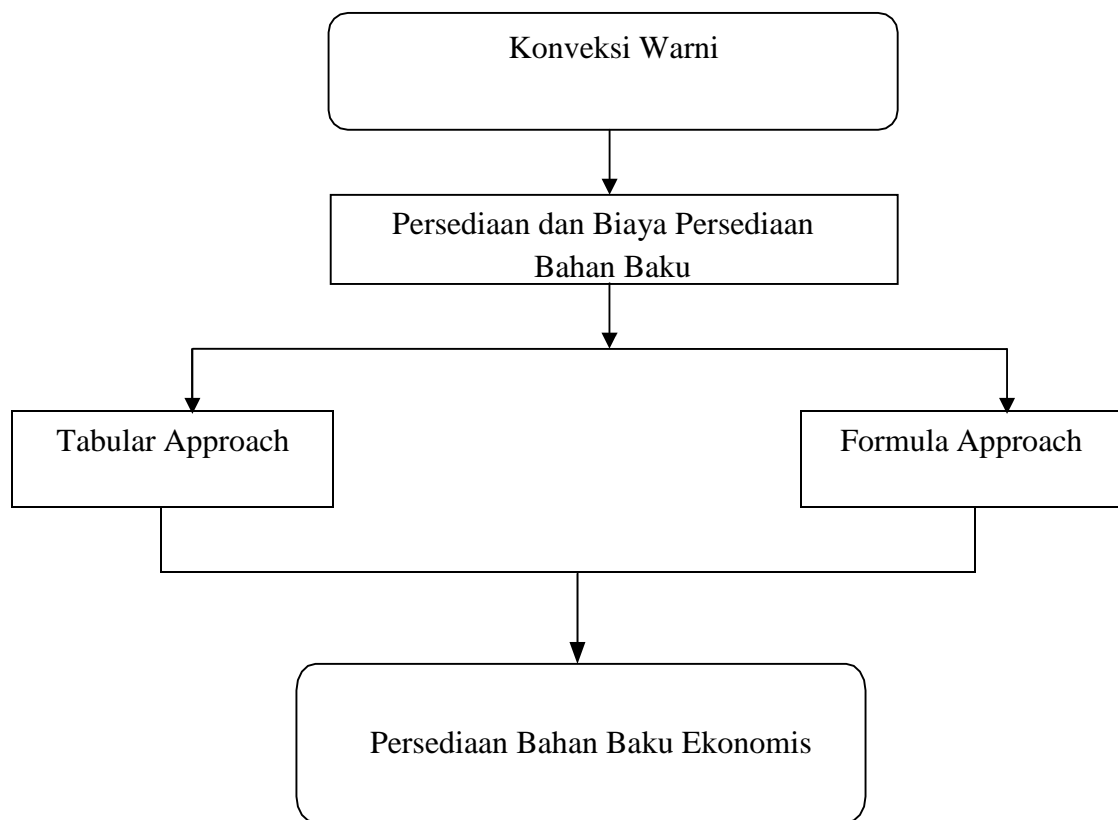 Konveksi Warni
Persediaan dan Biaya Persediaan
Bahan Baku
Tabular Approach
Formula Approach
Persediaan Bahan Baku Ekonomis